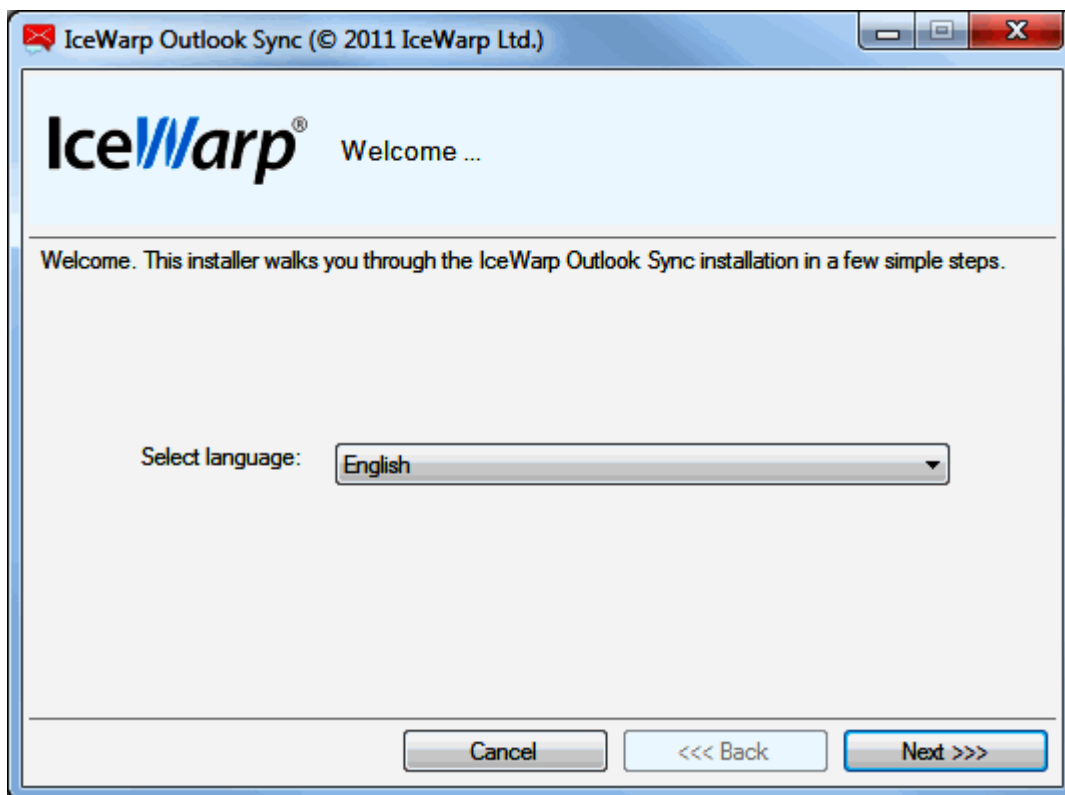 IceWarp Outlook Sync (© 2011 IceWarp Ltd.)
IceWarp®
Welcome ...
Welcome. This installer walks you through the IceWarp Outlook Sync installation in a few simple steps.
Select language:
English
Cancel
<<< Back
Next >>>